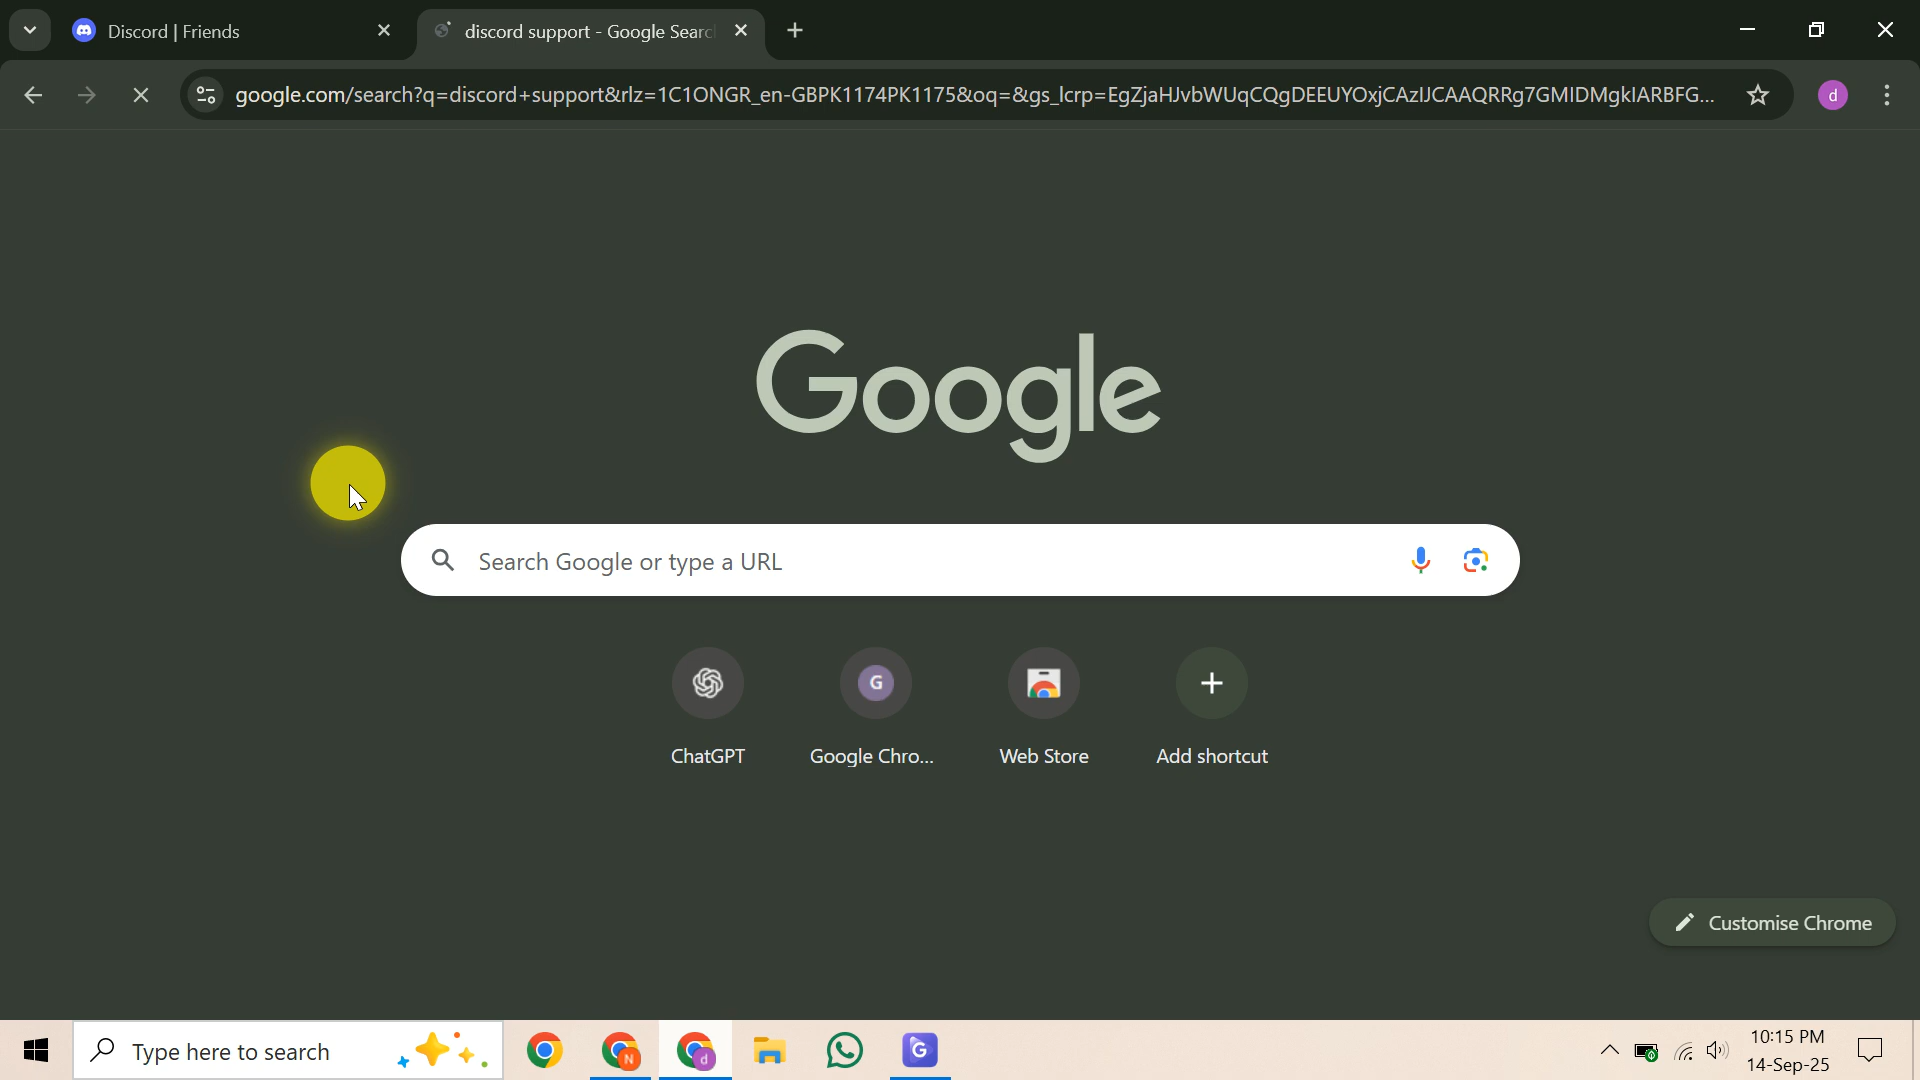 Discord | Friends
discord support - Google Searc
google.com/search?q=discord+support&rlz=1C1ONGR_en-GBPK1174PK1175&oq=&gs_lcrp=EgZjaHJvbWUqCQgDEEUYOxjCAzIJCAAQRRg7GMIDMgkIARBFG...
d
Google
Search Google or type a URL
G
ChatGPT
Google Chro...
Web Store
Add shortcut
Customise Chrome
Type here to search
N
d
G
10:15 PM
14-Sep-25